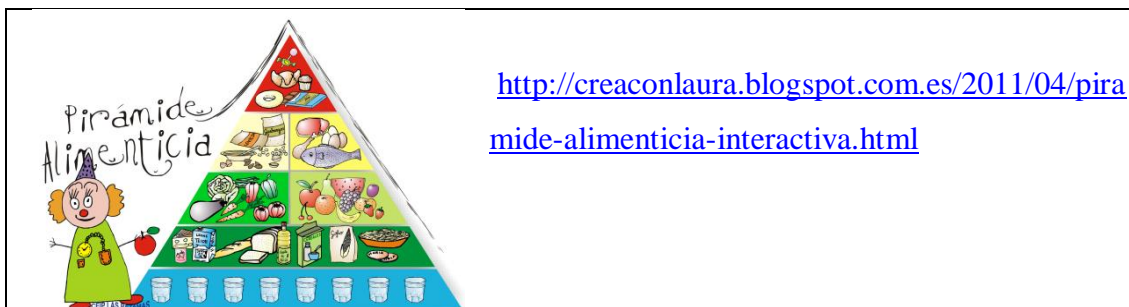 Pirámide
Alimenticia
http://creaconlaura.blogspot.com.es/2011/04/pira
mide-alimenticia-interactiva.html